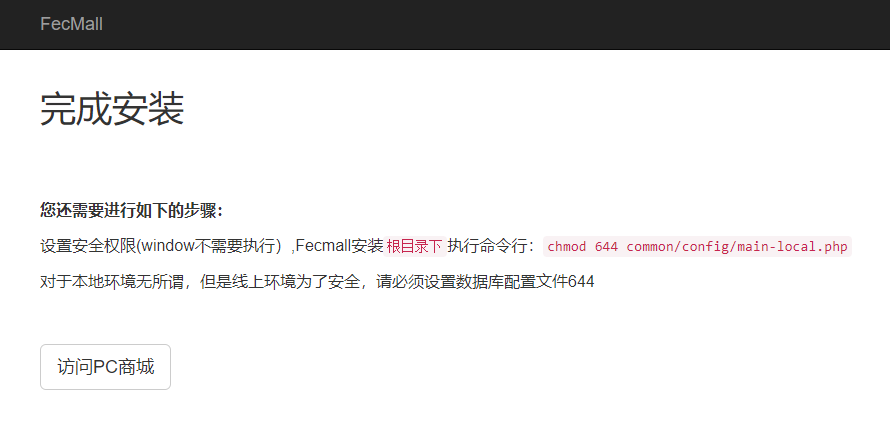 FecMall
完成安装
您还需要进行如下的步骤：
设置安全权限(window不需要执行）,Fecmall安装根目录下执行命令行：chmod 644 common/config/main-local.php
对于本地环境无所谓，但是线上环境为了安全，请必须设置数据库配置文件644
访问PC商城